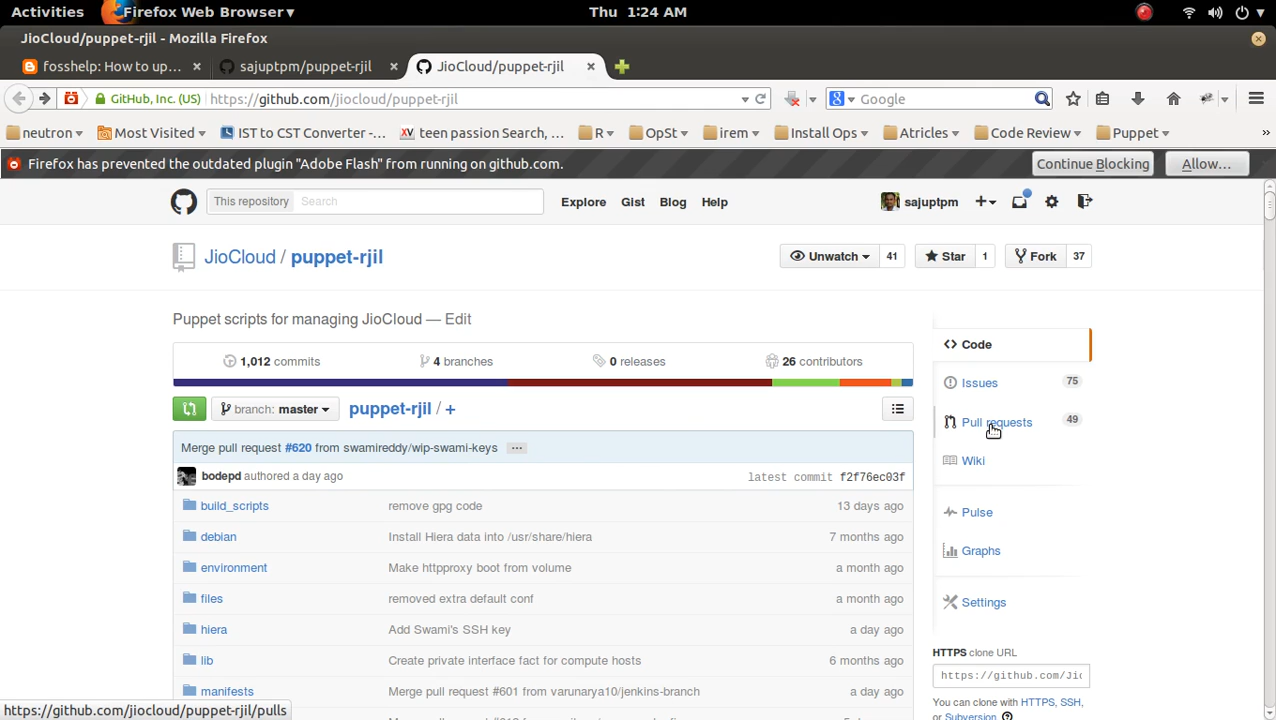 Activities Firefox Web Browser ▾ Thu 1:24 AM
JioCloud/puppet-rjil - Mozilla Firefox
fosshelp: How to up... × sajuptpm/puppet-rjil × JioCloud/puppet-rjil ×
GitHub, Inc. (US) https://github.com/jiocloud/puppet-rjil Google
neutron Most Visited IST to CST Converter -... teen passion Search, ... R OpSt irem Install Ops Atricles Code Review Puppet »
Firefox has prevented the outdated plugin "Adobe Flash" from running on github.com. Continue Blocking Allow...
This repository Search Explore Gist Blog Help sajuptpm
JioCloud / puppet-rjil Unwatch 41 Star 1 Fork 37
Puppet scripts for managing JioCloud — Edit
Code
1,012 commits 4 branches 0 releases 26 contributors
Issues 75
branch: master puppet-rjil / +
Pull requests 49
Merge pull request #620 from swamireddy/wip-swami-keys ...
Wiki
bodepd authored a day ago latest commit f2f76ec03f
build_scripts remove gpg code 13 days ago
Pulse
debian Install Hiera data into /usr/share/hiera 7 months ago
Graphs
environment Make httpproxy boot from volume a month ago
files removed extra default conf a month ago
Settings
hiera Add Swami's SSH key a day ago
HTTPS clone URL
lib Create private interface fact for compute hosts 6 months ago
https://github.com/Jio
manifests Merge pull request #601 from varunarya10/jenkins-branch a day ago
You can clone with HTTPS, SSH,
or Subversion.
https://github.com/jiocloud/puppet-rjil/pulls